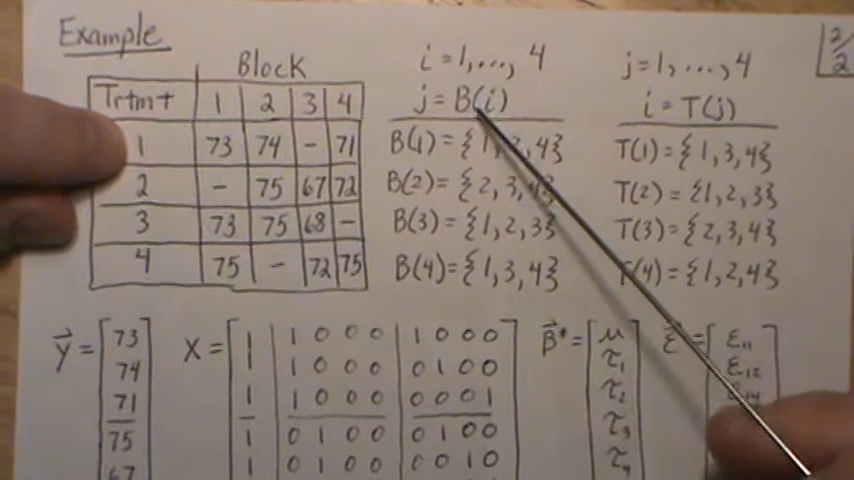 Example
2/2
Block
Trtmt | 1 | 2 | 3 | 4
1 | 73 | 74 | - | 71
2 | - | 75 | 67 | 72
3 | 73 | 75 | 68 | -
4 | 75 | - | 72 | 75
i = 1, ..., 4
j = B(i)
B(1) = {1, 2, 4}
B(2) = {2, 3, 4}
B(3) = {1, 2, 3}
B(4) = {1, 3, 4}
j = 1, ..., 4
i = T(j)
T(1) = {1, 3, 4}
T(2) = {1, 2, 3}
T(3) = {2, 3, 4}
T(4) = {1, 2, 4}
Y = [73
74
71
75
67
X = [1 | 1 0 0 0 | 1 0 0 0
1 | 1 0 0 0 | 0 1 0 0
1 | 1 0 0 0 | 0 0 0 1
1 | 0 1 0 0 | 0 1 0 0
1 | 0 1 0 0 | 0 0 1 0
β* = [μ
τ₁
τ₂
τ₃
τ₄
ε = [ε₁₁
ε₁₂
ε₁₄